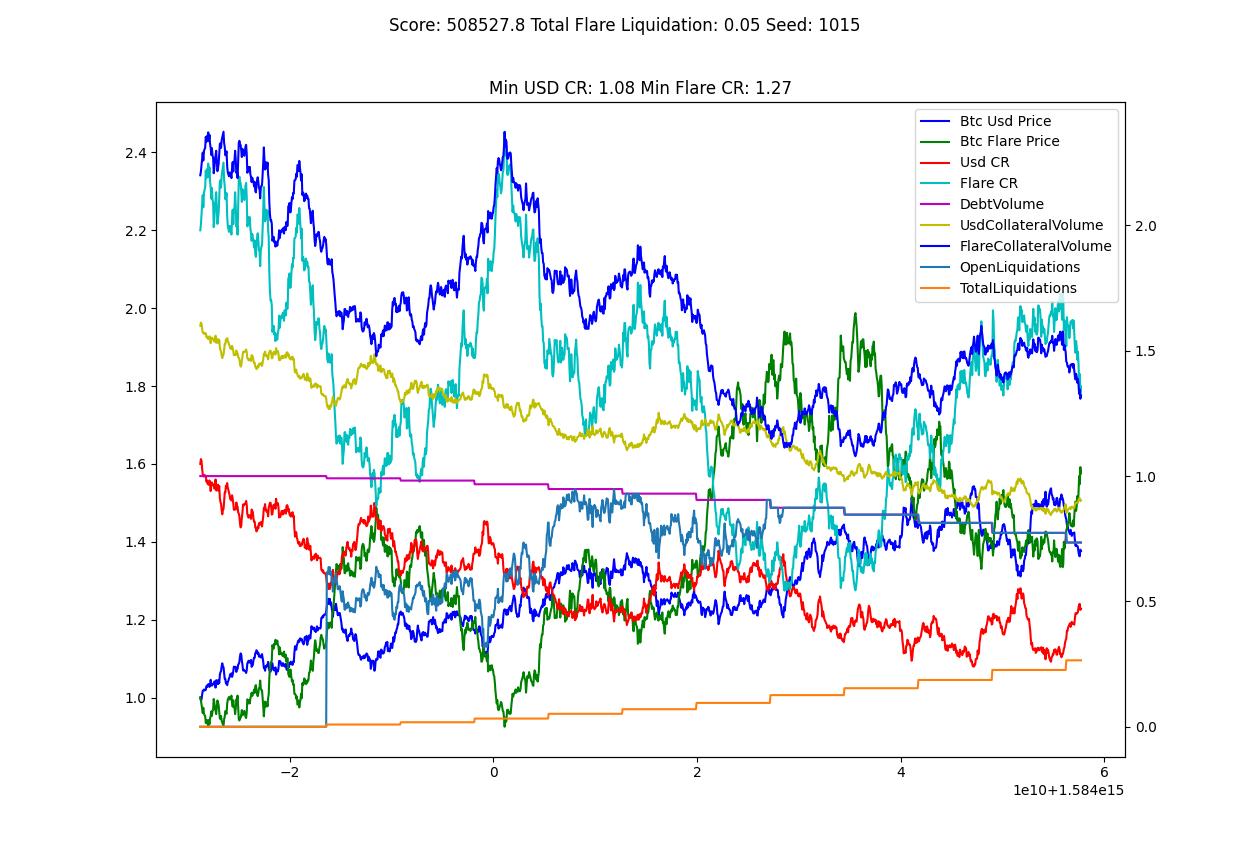 Score: 508527.8 Total Flare Liquidation: 0.05 Seed: 1015
Min USD CR: 1.08 Min Flare CR: 1.27
Btc Usd Price
Btc Flare Price
Usd CR
Flare CR
DebtVolume
UsdCollateralVolume
FlareCollateralVolume
OpenLiquidations
TotalLiquidations
2.4
2.2
2.0
1.8
1.6
1.4
1.2
1.0
2.0
1.5
1.0
0.5
0.0
−2 0 2 4 6
1e10+1.584e15